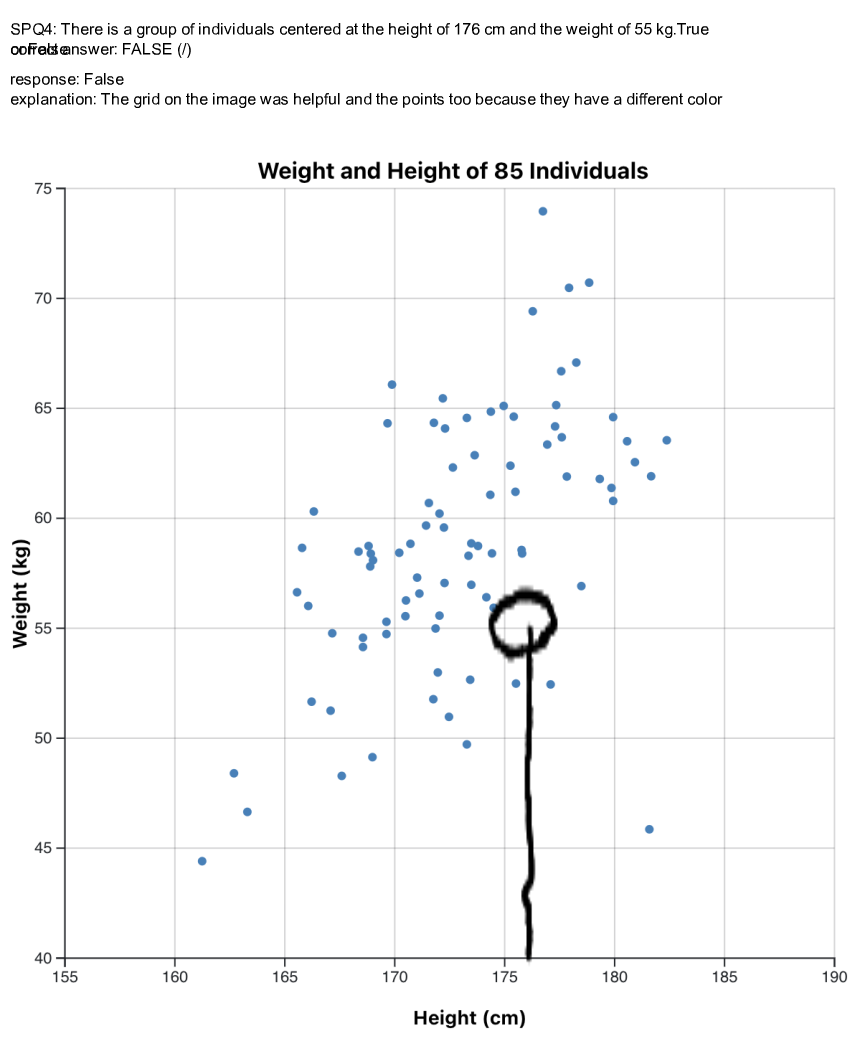 SPQ4: There is a group of individuals centered at the height of 176 cm and the weight of 55 kg.True
or False
correct answer: FALSE (/)
response: False
explanation: The grid on the image was helpful and the points too because they have a different color
Weight and Height of 85 Individuals
75
70
65
60
55
50
45
40
Weight (kg)
155 160 165 170 175 180 185 190
Height (cm)